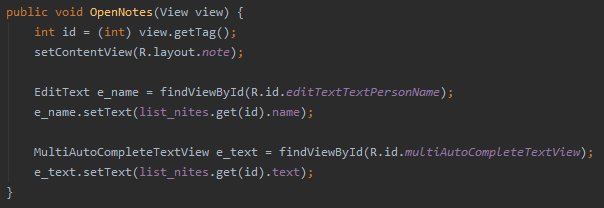 public void OpenNotes(View view) {
int id = (int) view.getTag();
setContentView(R.layout.note);
EditText e_name = findViewById(R.id.editTextTextPersonName);
e_name.setText(list_nites.get(id).name);
MultiAutoCompleteTextView e_text = findViewById(R.id.multiAutoCompleteTextView);
e_text.setText(list_nites.get(id).text);
}